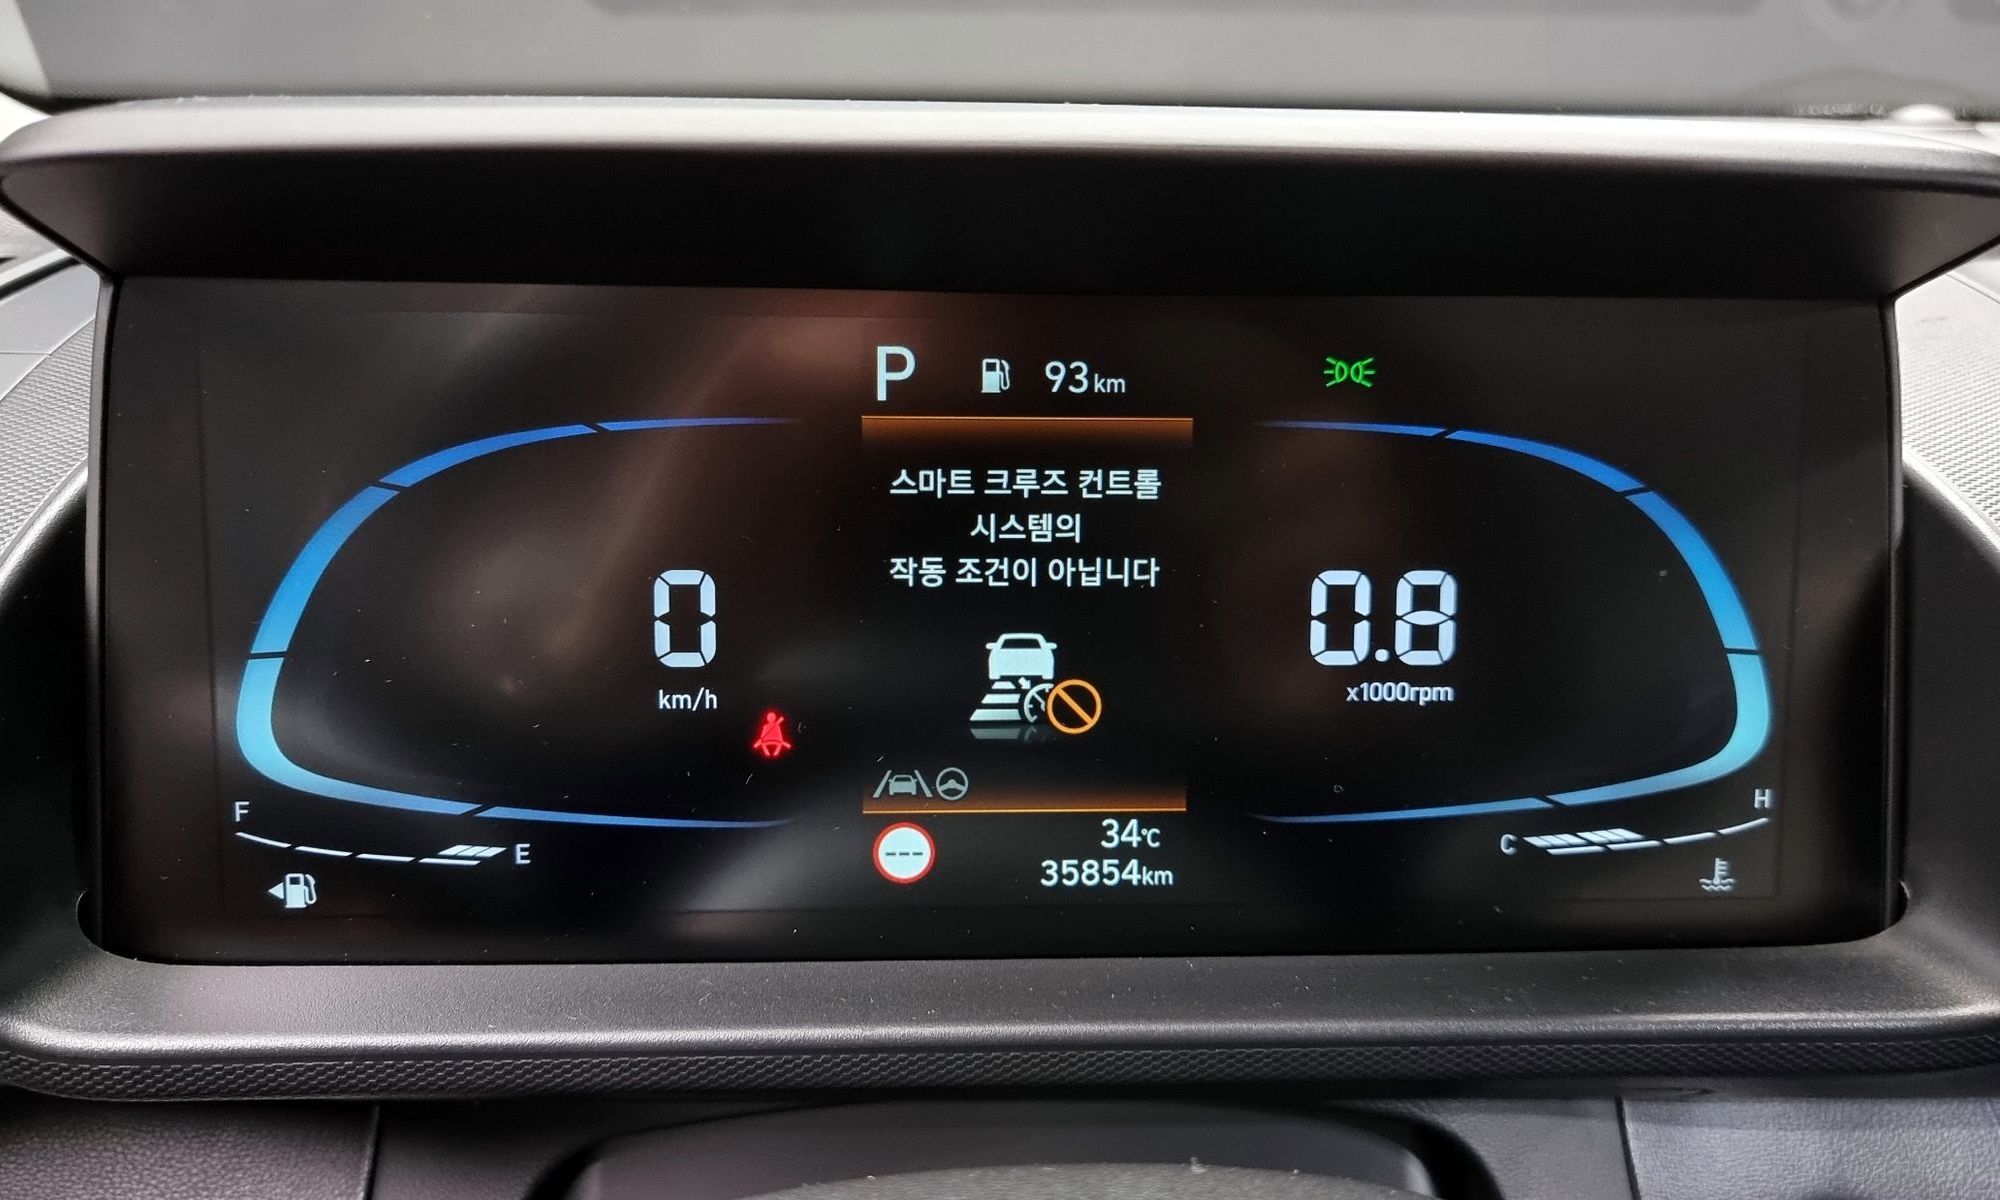 P 93km
스마트 크루즈 컨트롤
시스템의
작동 조건이 아닙니다
0
km/h
0.8
x1000rpm
F E
---
34℃
35854km
C H